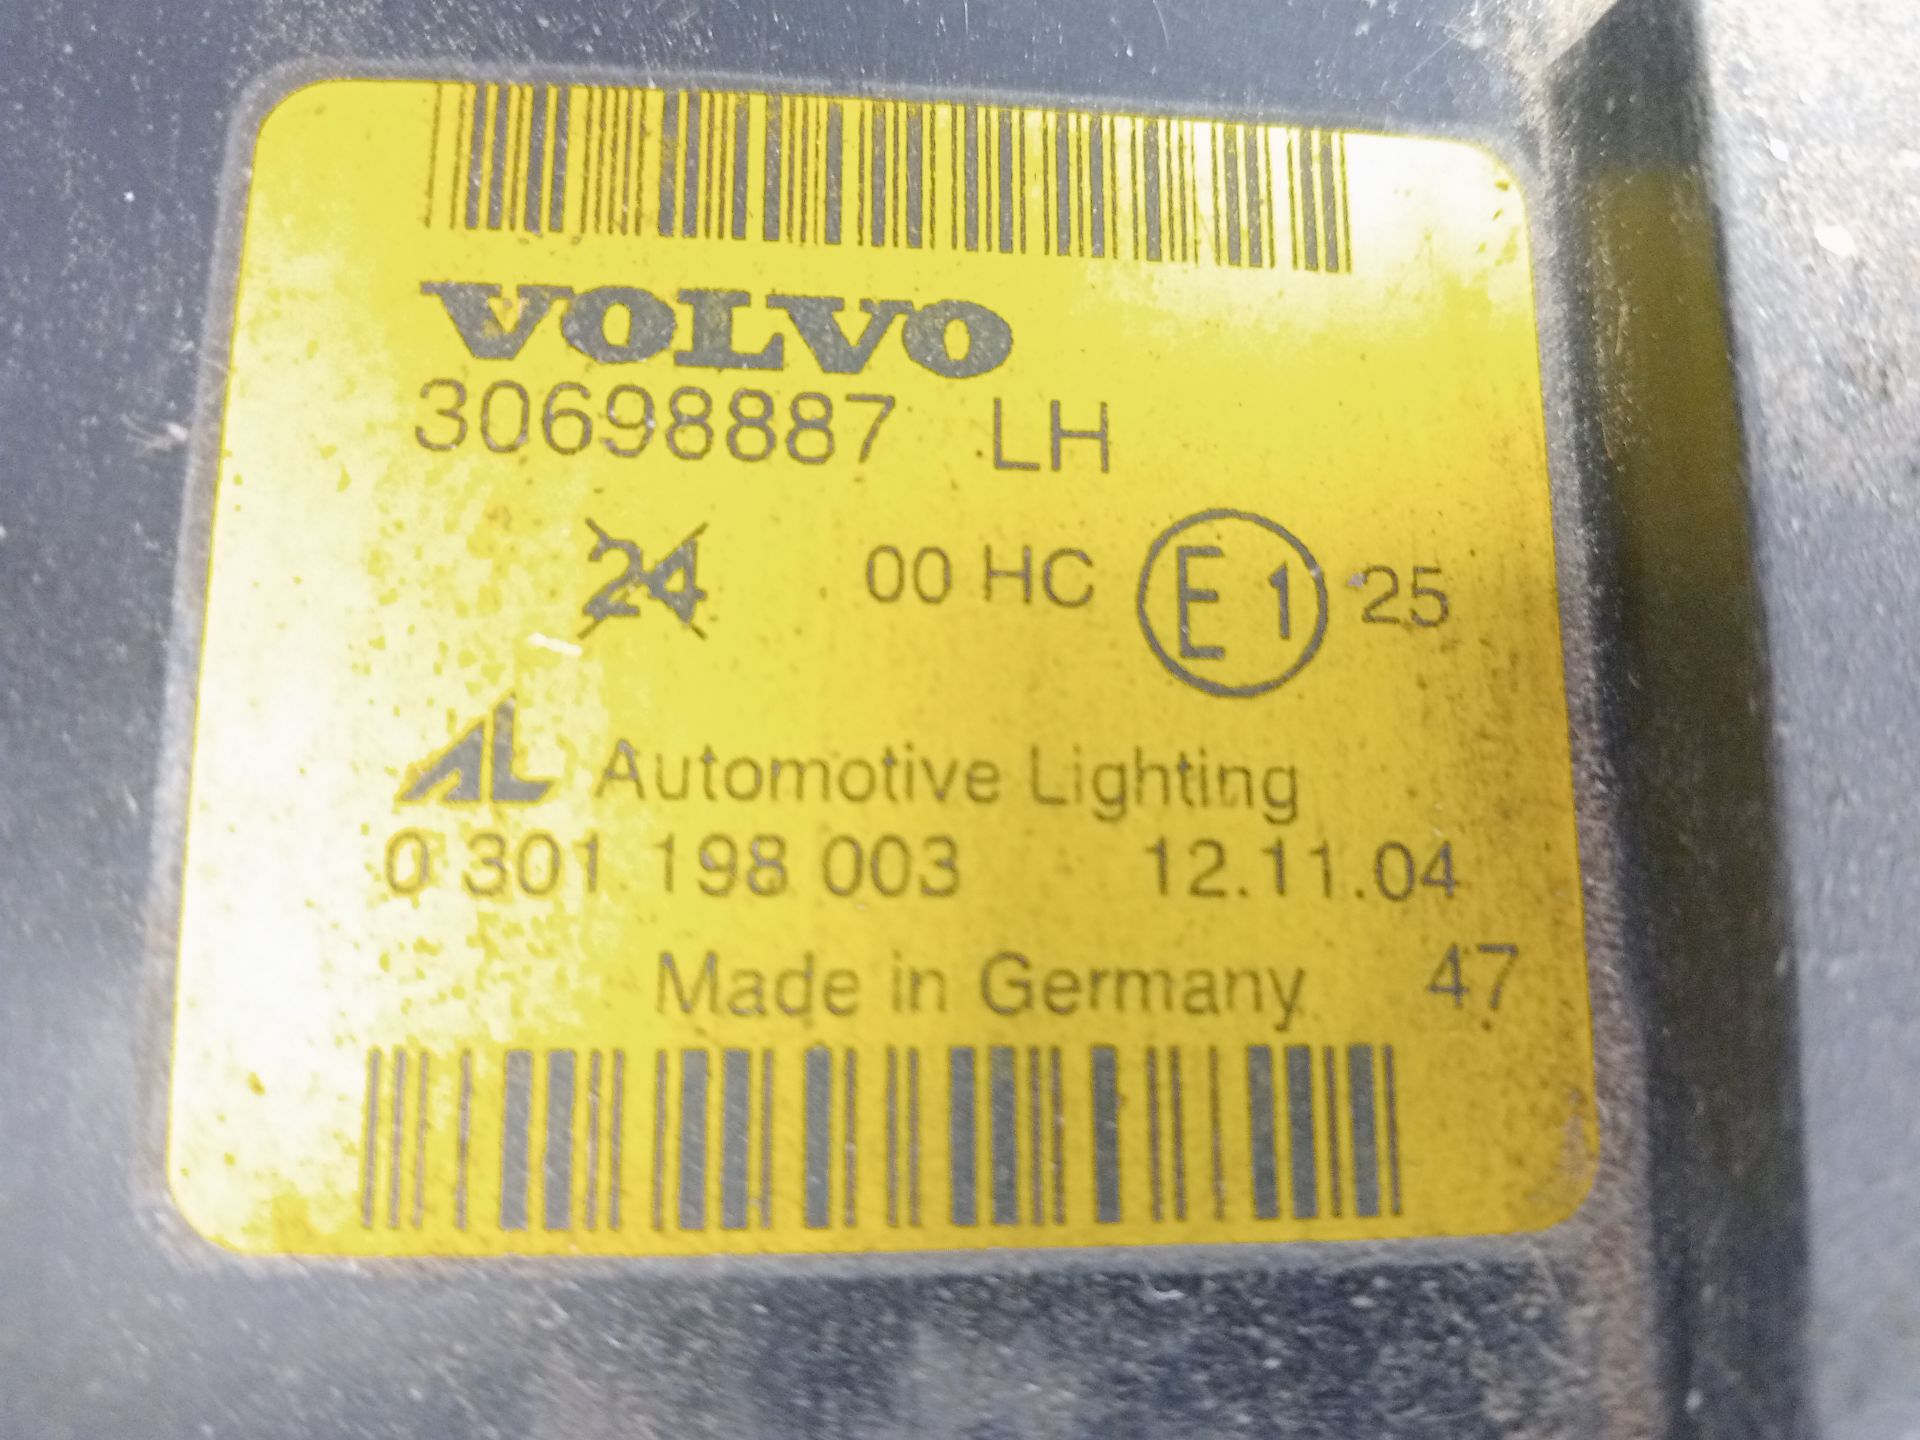 VOLVO
30698887 LH
24 00 HC E1 25
AL Automotive Lighting
0 301 198 003 12.11.04
Made in Germany 47